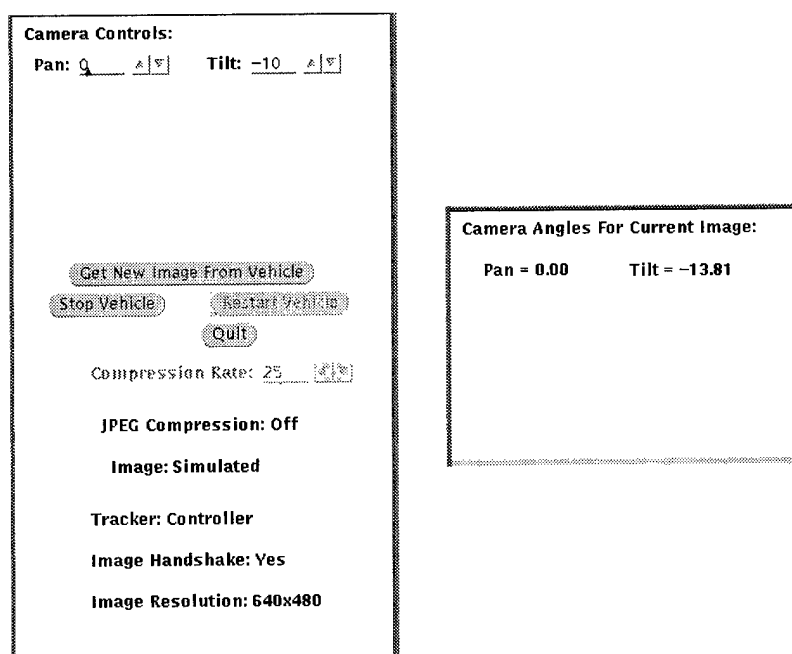 Camera Controls:
Pan: 0 Tilt: −10
Get New Image From Vehicle
Stop Vehicle Restart Vehicle
Quit
Compression Rate: 25
JPEG Compression: Off
Image: Simulated
Tracker: Controller
Image Handshake: Yes
Image Resolution: 640x480
Camera Angles For Current Image:
Pan = 0.00 Tilt = −13.81